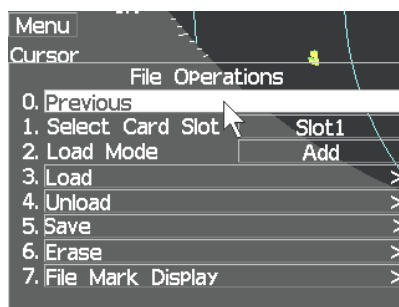 Menu
Cursor
File Operations
0. Previous
1. Select Card Slot Slot1
2. Load Mode Add
3. Load >
4. Unload >
5. Save >
6. Erase >
7. File Mark Display >